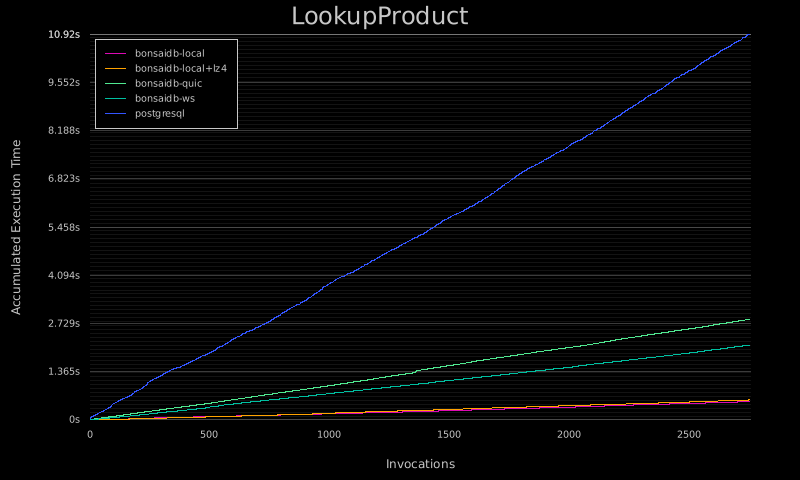 LookupProduct
Accumulated Execution Time
10.92s
9.552s
8.188s
6.823s
5.458s
4.094s
2.729s
1.365s
0s
bonsaidb-local
bonsaidb-local+lz4
bonsaidb-quic
bonsaidb-ws
postgresql
0 500 1000 1500 2000 2500
Invocations